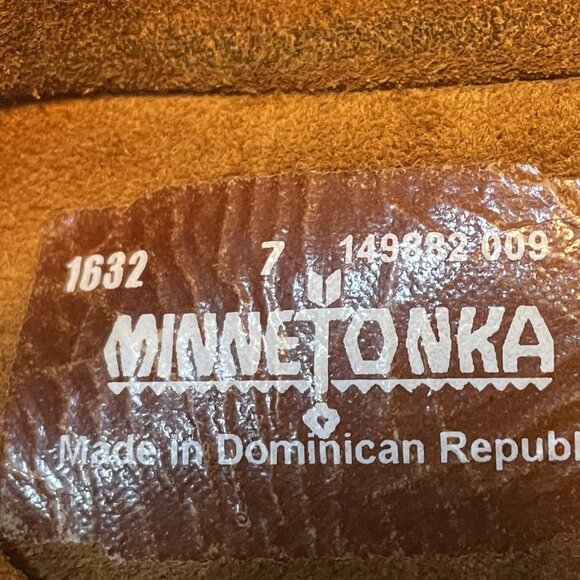 1632 7 149882 009
MINNETONKA
Made in Dominican Republ